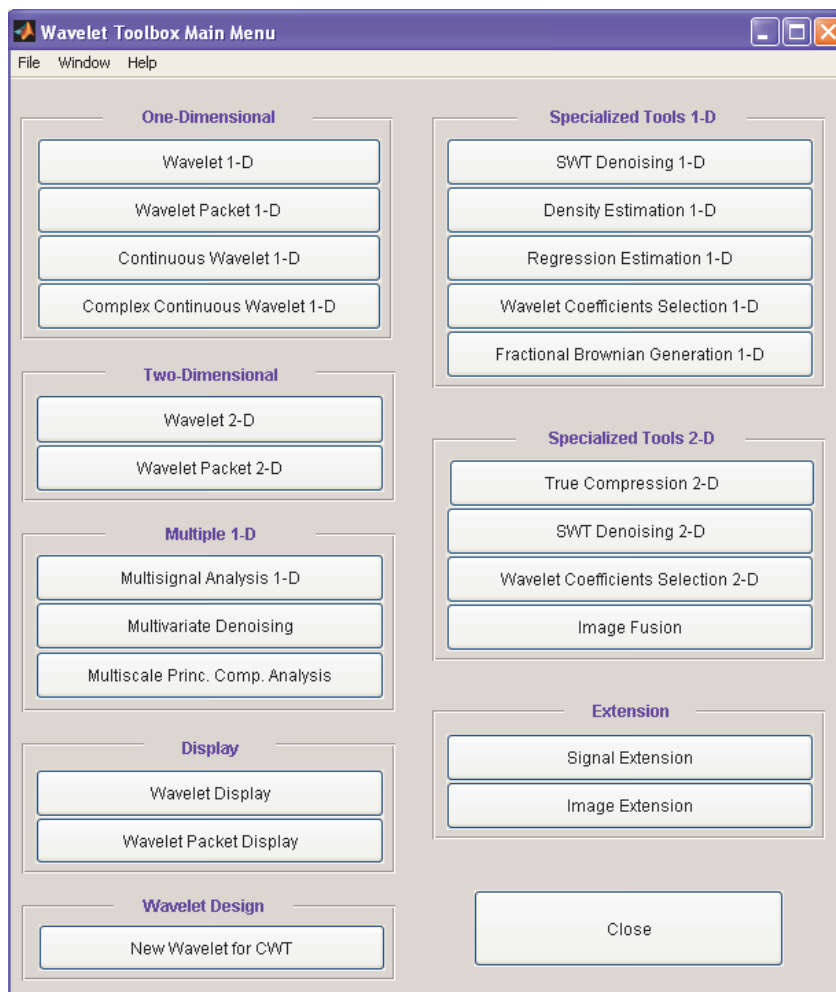 Wavelet Toolbox Main Menu
File Window Help
One-Dimensional
Wavelet 1-D
Wavelet Packet 1-D
Continuous Wavelet 1-D
Complex Continuous Wavelet 1-D
Two-Dimensional
Wavelet 2-D
Wavelet Packet 2-D
Multiple 1-D
Multisignal Analysis 1-D
Multivariate Denoising
Multiscale Princ. Comp. Analysis
Display
Wavelet Display
Wavelet Packet Display
Wavelet Design
New Wavelet for CWT
Specialized Tools 1-D
SWT Denoising 1-D
Density Estimation 1-D
Regression Estimation 1-D
Wavelet Coefficients Selection 1-D
Fractional Brownian Generation 1-D
Specialized Tools 2-D
True Compression 2-D
SWT Denoising 2-D
Wavelet Coefficients Selection 2-D
Image Fusion
Extension
Signal Extension
Image Extension
Close